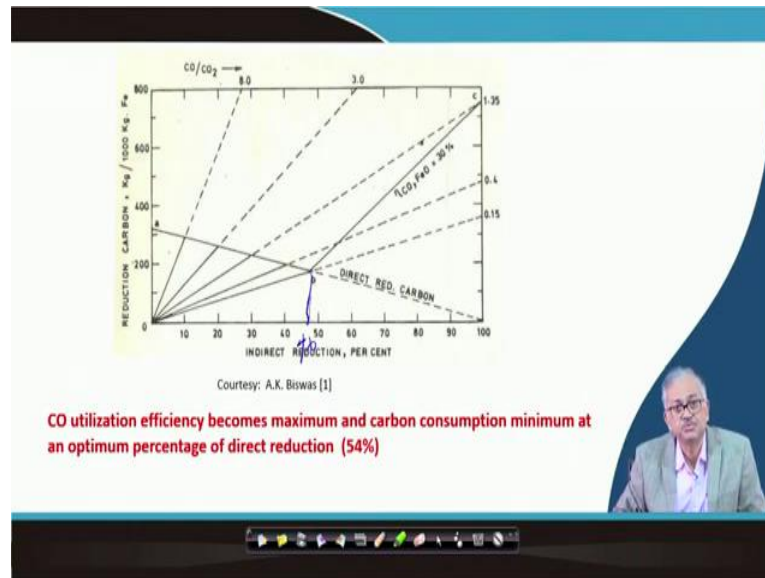 CO/CO₂ →
8.0 3.0
800
600
400
200
0
REDUCTION CARBON, Kg/1000 Kg. Fe
a
b
c
1.35
0.4
0.15
ηCO, FeO = 30%
DIRECT RED. CARBON
10 20 30 40 50 60 70 80 90 100
INDIRECT REDUCTION, PER CENT
Courtesy: A.K. Biswas [1]
CO utilization efficiency becomes maximum and carbon consumption minimum at
an optimum percentage of direct reduction (54%)